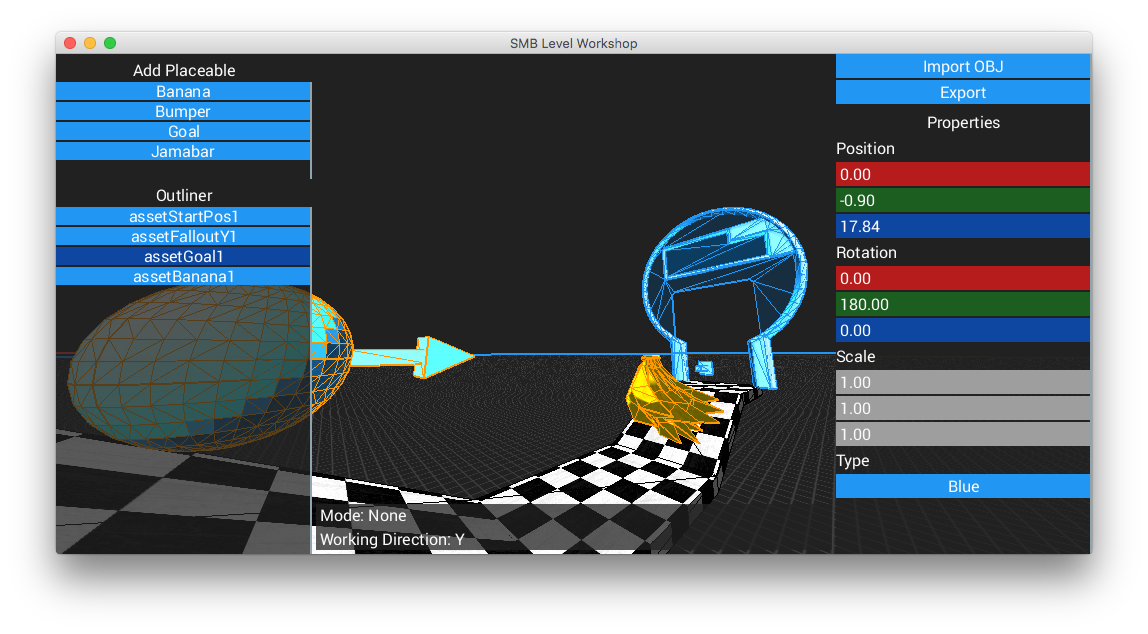 SMB Level Workshop
Add Placeable
Banana
Bumper
Goal
Jamabar
Outliner
assetStartPos1
assetFalloutY1
assetGoal1
assetBanana1
Mode: None
Working Direction: Y
Import OBJ
Export
Properties
Position
0.00
-0.90
17.84
Rotation
0.00
180.00
0.00
Scale
1.00
1.00
1.00
Type
Blue